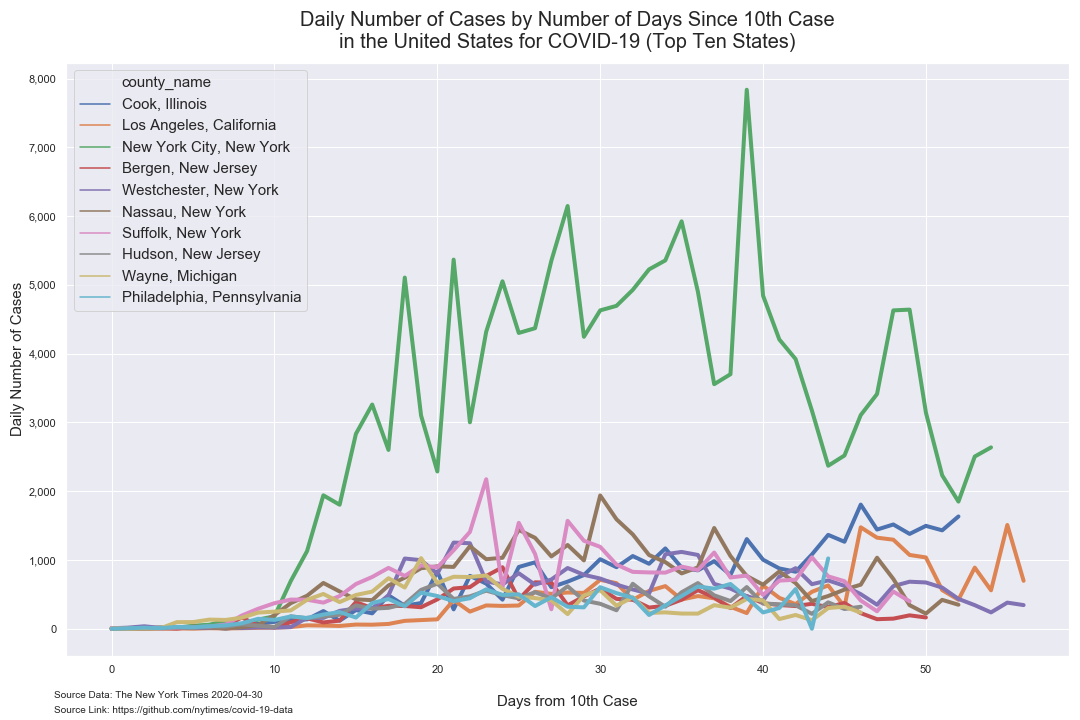 Daily Number of Cases by Number of Days Since 10th Case
in the United States for COVID-19 (Top Ten States)
county_name
Cook, Illinois
Los Angeles, California
New York City, New York
Bergen, New Jersey
Westchester, New York
Nassau, New York
Suffolk, New York
Hudson, New Jersey
Wayne, Michigan
Philadelphia, Pennsylvania
Daily Number of Cases
8,000
7,000
6,000
5,000
4,000
3,000
2,000
1,000
0
0 10 20 30 40 50
Days from 10th Case
Source Data: The New York Times 2020-04-30
Source Link: https://github.com/nytimes/covid-19-data